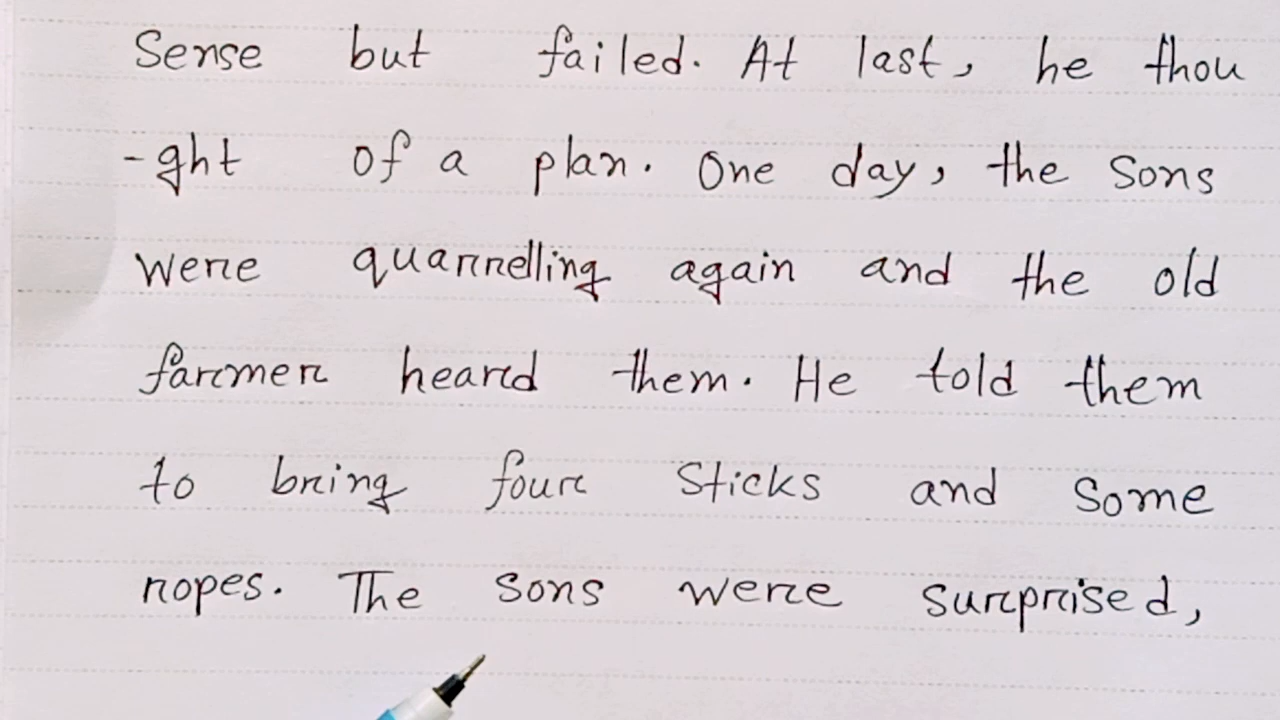 Sense but failed. At last, he thou
-ght of a plan. One day, the sons
were quarrelling again and the old
farmer heard them. He told them
to bring four sticks and some
ropes. The sons were surprised,